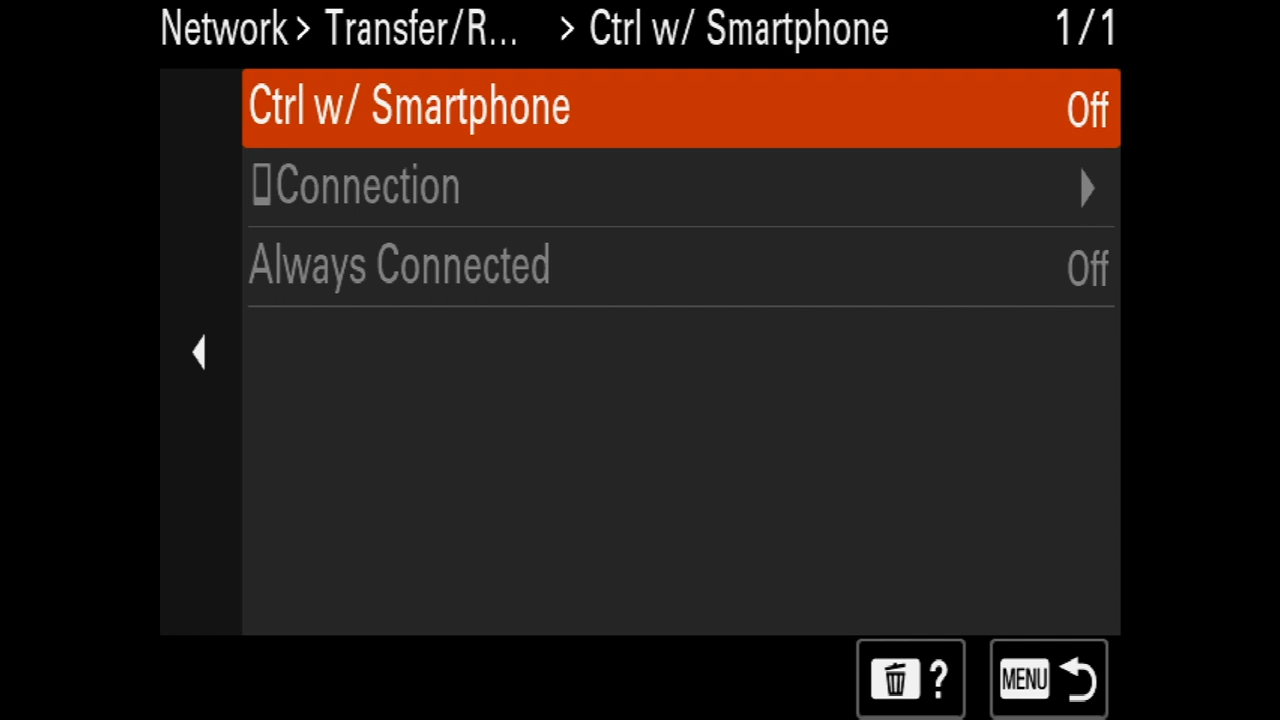 Network > Transfer/R... > Ctrl w/ Smartphone 1/1
Ctrl w/ Smartphone Off
Connection
Always Connected Off
? MENU